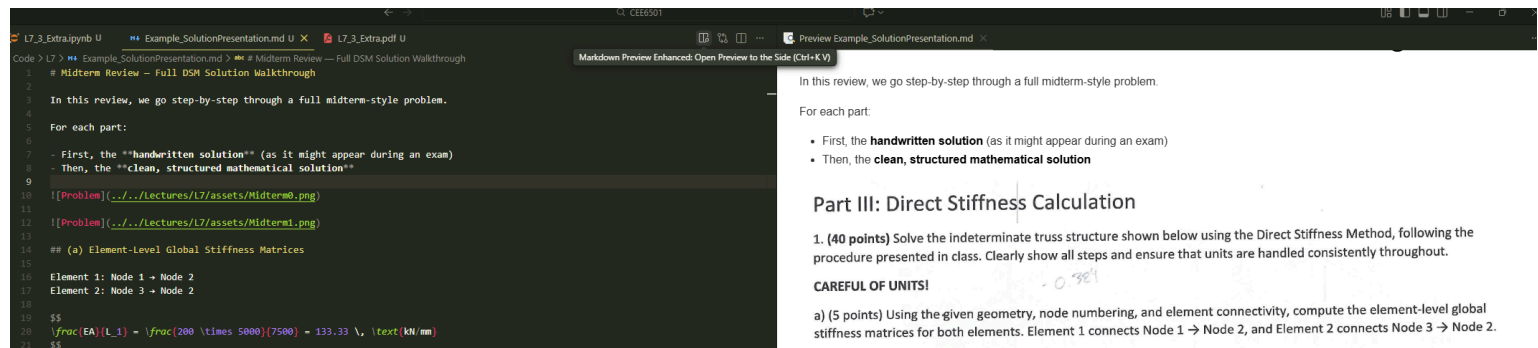 CEE6501
L7_3_Extra.ipynb U
Example_SolutionPresentation.md U
L7_3_Extra.pdf U
Preview Example_SolutionPresentation.md
Code > L7 > Example_SolutionPresentation.md > # Midterm Review — Full DSM Solution Walkthrough
Markdown Preview Enhanced: Open Preview to the Side (Ctrl+K V)
1 # Midterm Review — Full DSM Solution Walkthrough
2
3 In this review, we go step-by-step through a full midterm-style problem.
4
5 For each part:
6
7 - First, the **handwritten solution** (as it might appear during an exam)
8 - Then, the **clean, structured mathematical solution**
9
10 ![Problem](../../Lectures/L7/assets/Midterm0.png)
11
12 ![Problem](../../Lectures/L7/assets/Midterm1.png)
13
14 ## (a) Element-Level Global Stiffness Matrices
15
16 Element 1: Node 1 → Node 2
17 Element 2: Node 3 → Node 2
18
19 $$
20 \frac{EA}{L_1} = \frac{200 \times 5000}{7500} = 133.33 \, \text{kN/mm}
21 $$
In this review, we go step-by-step through a full midterm-style problem.
For each part:
• First, the handwritten solution (as it might appear during an exam)
• Then, the clean, structured mathematical solution
Part III: Direct Stiffness Calculation
1. (40 points) Solve the indeterminate truss structure shown below using the Direct Stiffness Method, following the
procedure presented in class. Clearly show all steps and ensure that units are handled consistently throughout.
CAREFUL OF UNITS!
- 0.384
a) (5 points) Using the given geometry, node numbering, and element connectivity, compute the element-level global
stiffness matrices for both elements. Element 1 connects Node 1 → Node 2, and Element 2 connects Node 3 → Node 2.